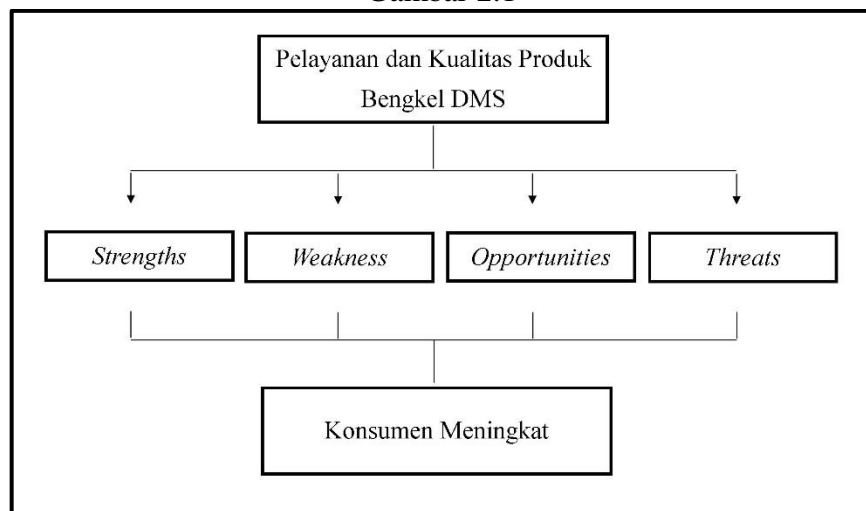 Pelayanan dan Kualitas Produk
Bengkel DMS
Strengths
Weakness
Opportunities
Threats
Konsumen Meningkat